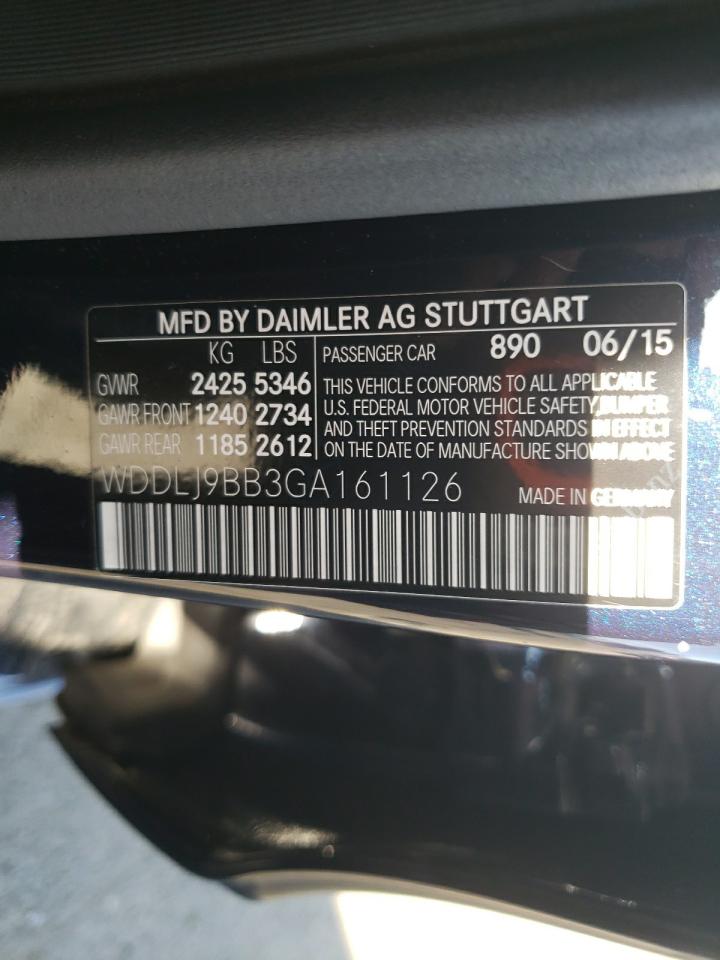 MFD BY DAIMLER AG STUTTGART
KG LBS
GVWR 2425 5346
GAWR FRONT 1240 2734
GAWR REAR 1185 2612
PASSENGER CAR 890 06/15
THIS VEHICLE CONFORMS TO ALL APPLICABLE
U.S. FEDERAL MOTOR VEHICLE SAFETY, BUMPER
AND THEFT PREVENTION STANDARDS IN EFFECT
ON THE DATE OF MANUFACTURE SHOWN ABOVE
WDDLJ9BB3GA161126
MADE IN GERMANY